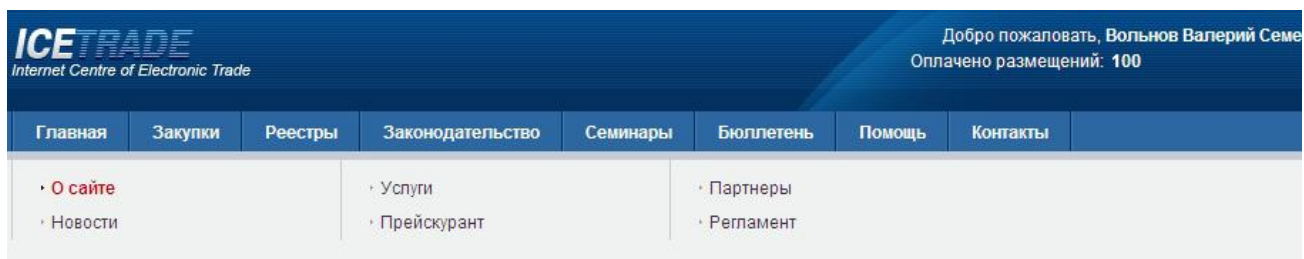 ICETRADE
Internet Centre of Electronic Trade
Добро пожаловать, Вольнов Валерий Семе
Оплачено размещений: 100
Главная Закупки Реестры Законодательство Семинары Бюллетень Помощь Контакты
О сайте Услуги Партнеры
Новости Прейскурант Регламент